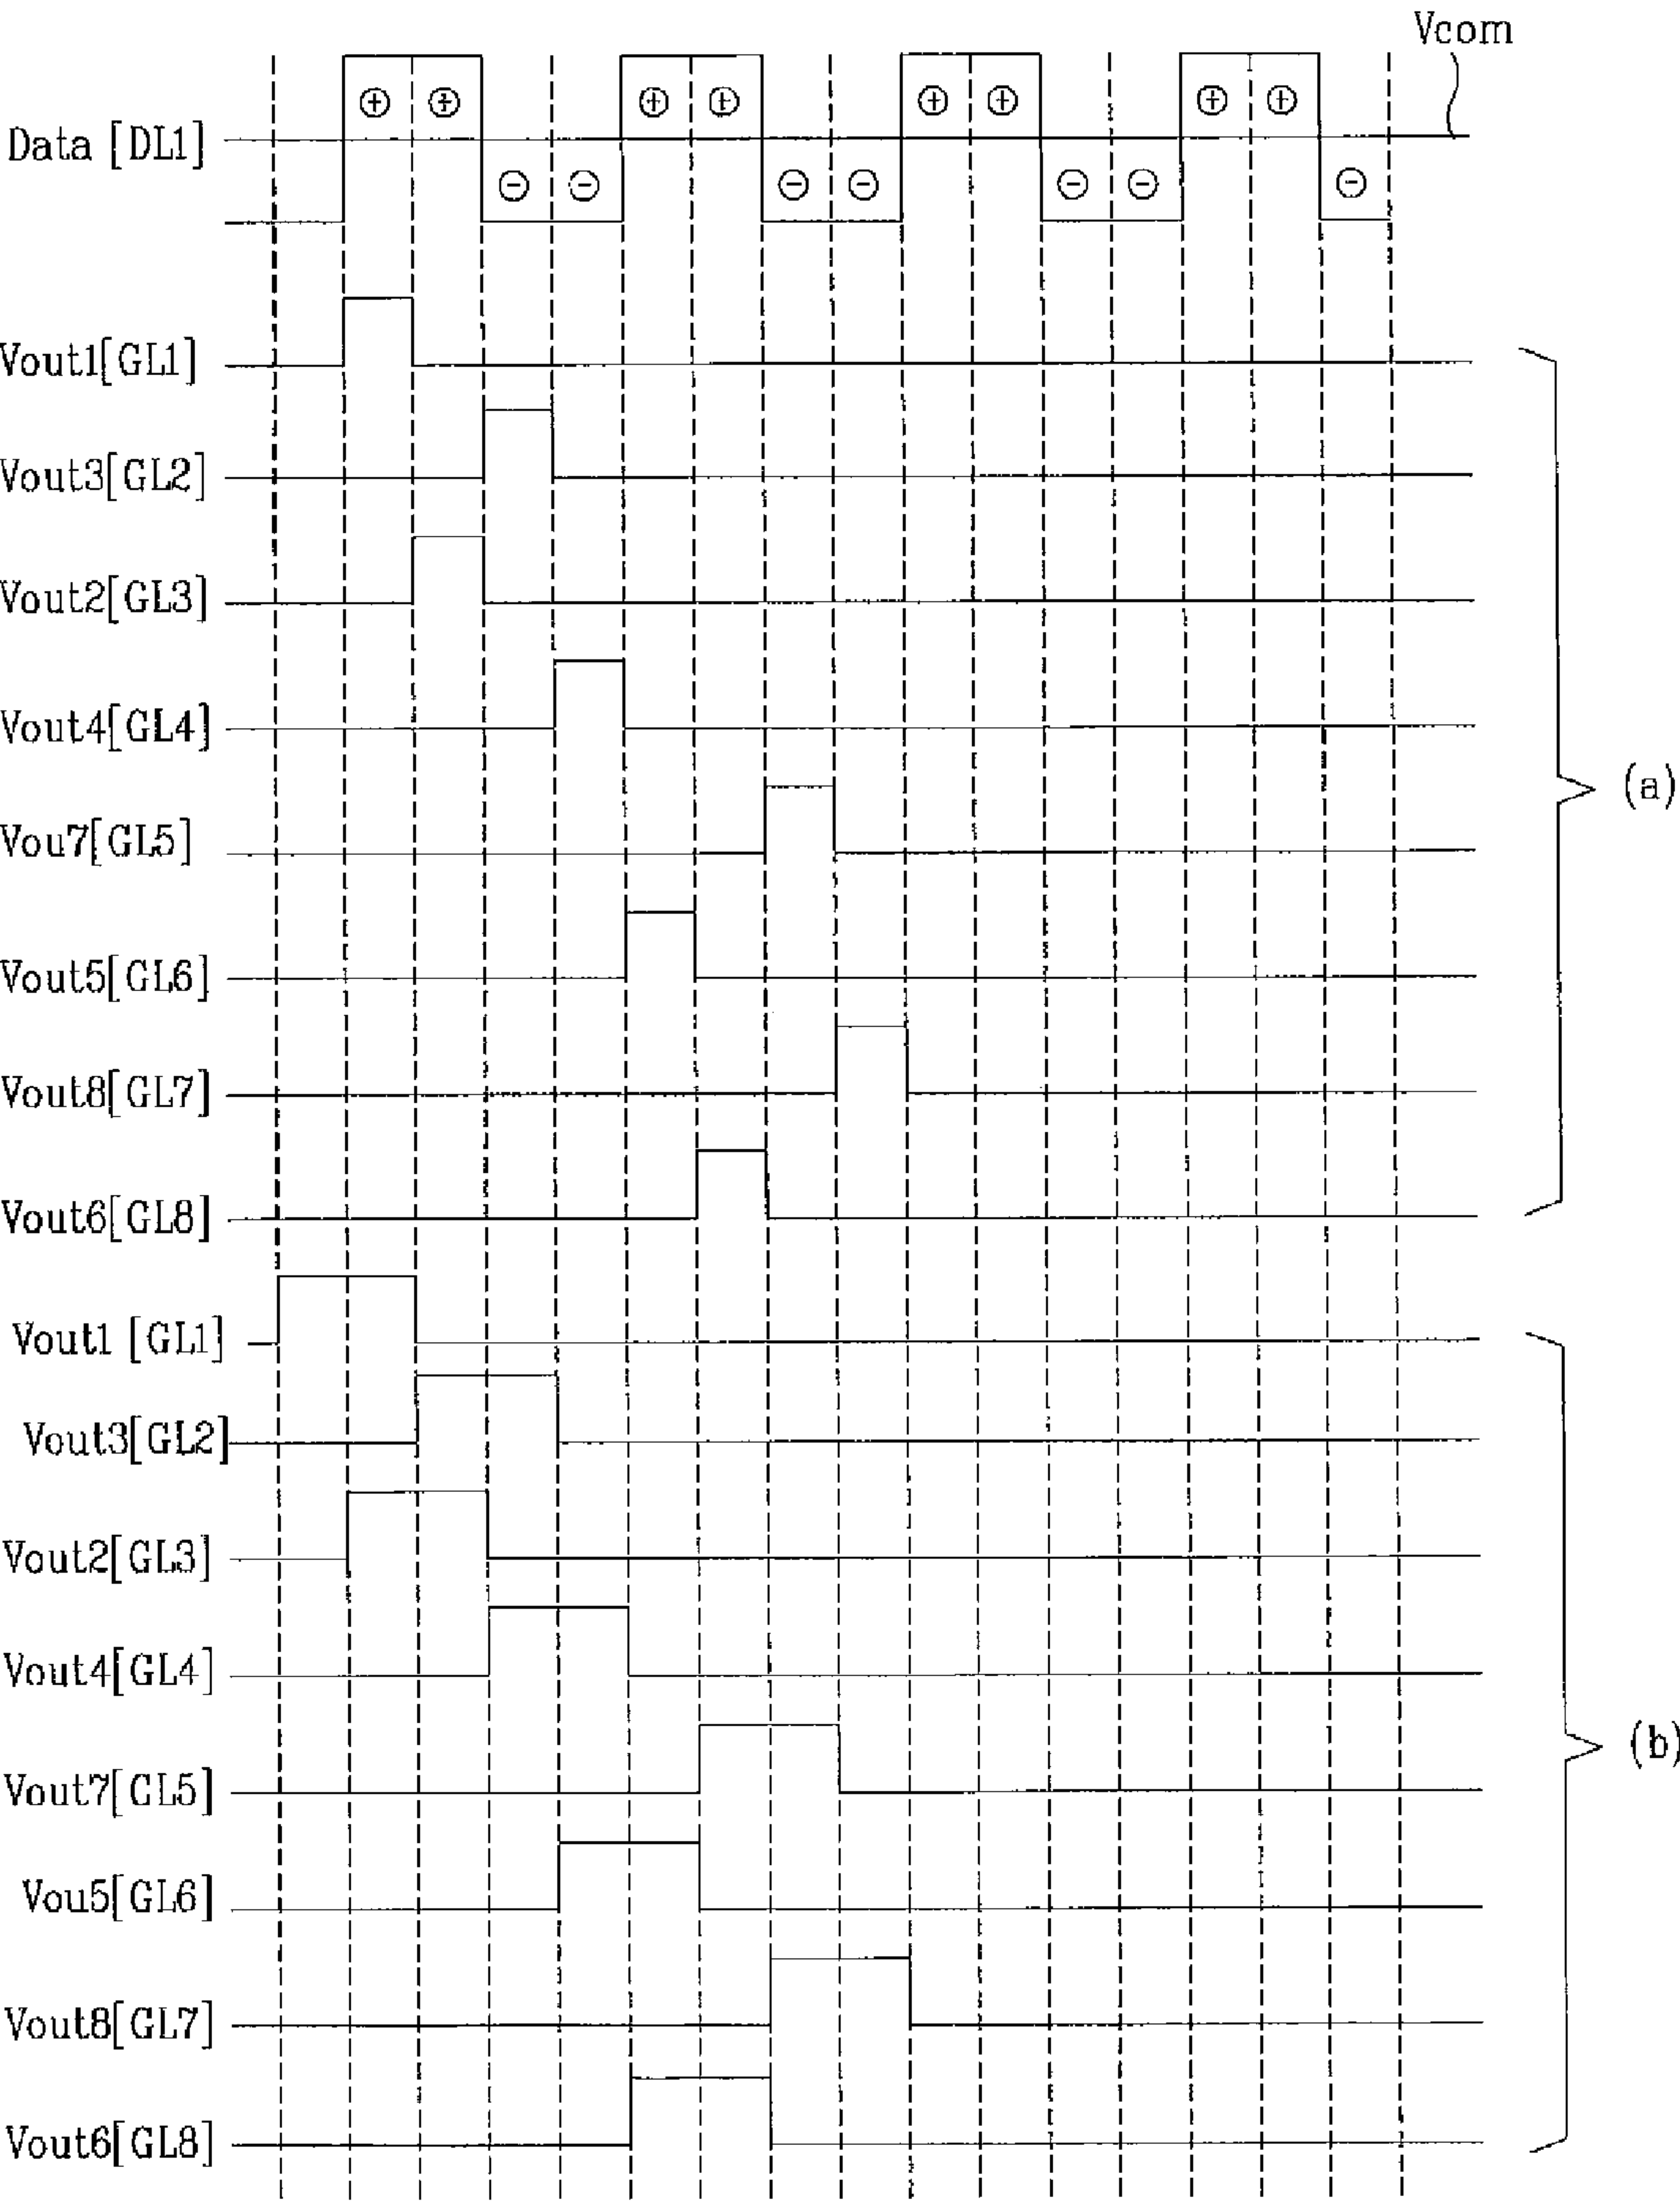 Vcom
⊕ ⊕ ⊕ ⊕ ⊕ ⊕ ⊕ ⊕
Data [DL1]
⊖ ⊖ ⊖ ⊖ ⊖ ⊖ ⊖
Vout1[GL1]
Vout3[GL2]
Vout2[GL3]
Vout4[GL4]
(a)
Vou7[GL5]
Vout5[GL6]
Vout8[GL7]
Vout6[GL8]
Vout1 [GL1]
Vout3[GL2]
Vout2[GL3]
Vout4[GL4]
(b)
Vout7[GL5]
Vou5[GL6]
Vout8[GL7]
Vout6[GL8]